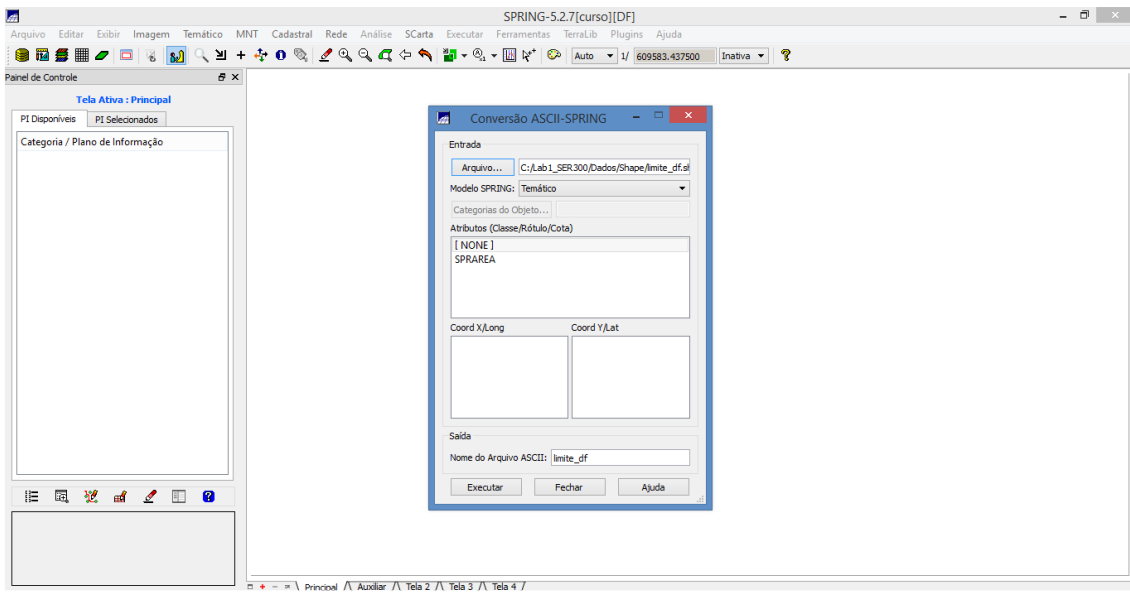 SPRING-5.2.7[curso][DF]
Arquivo Editar Exibir Imagem Temático MNT Cadastral Rede Análise SCarta Executar Ferramentas TerraLib Plugins Ajuda
Auto 1/ 609583.437500 Inativa
Painel de Controle
Tela Ativa : Principal
PI Disponíveis PI Selecionados
Categoria / Plano de Informação
Conversão ASCII-SPRING
Entrada
Arquivo... C:/Lab1_SER300/Dados/Shape/limite_df.sh
Modelo SPRING: Temático
Categorias do Objeto...
Atributos (Classe/Rótulo/Cota)
[ NONE ]
SPRAREA
Coord X/Long Coord Y/Lat
Saída
Nome do Arquivo ASCII: limite_df
Executar Fechar Ajuda
Principal Auxiliar Tela 2 Tela 3 Tela 4